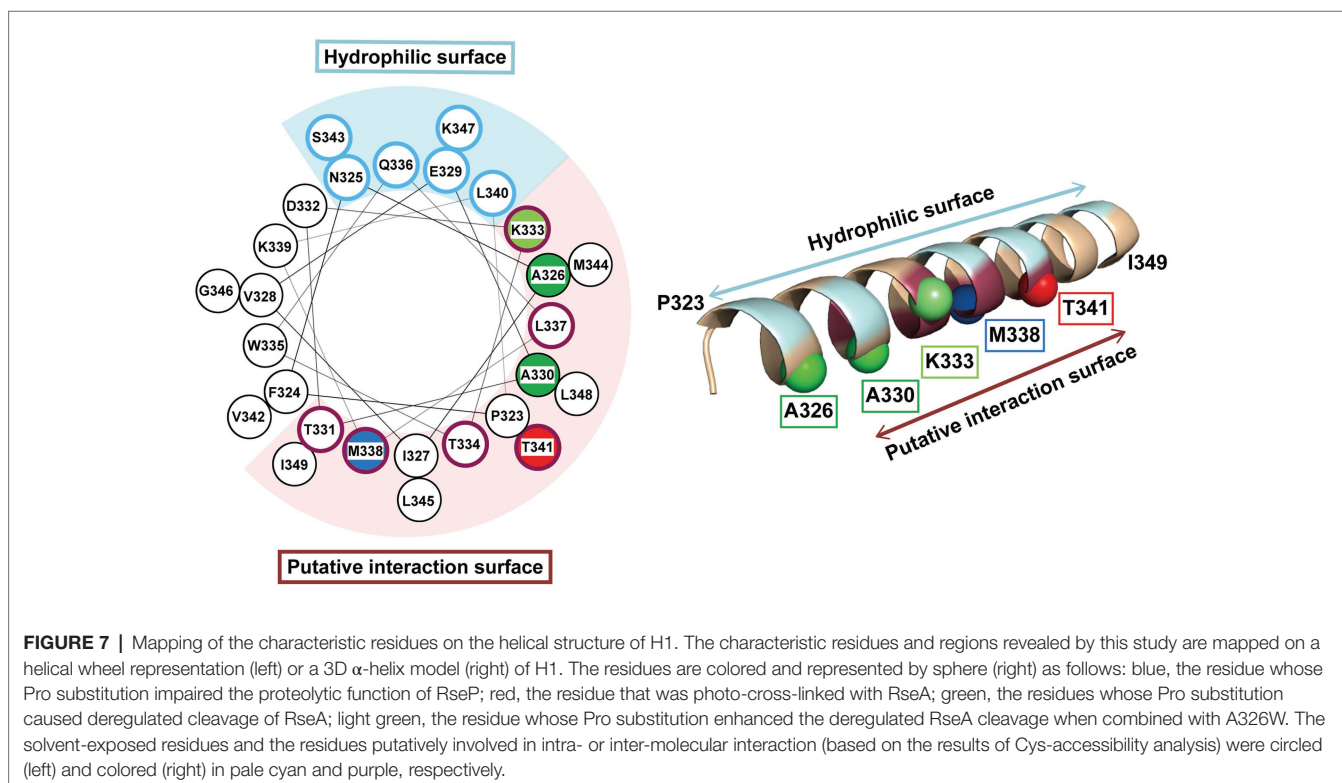 Hydrophilic surface
K347
S343
Q336
E329
N325
L340
D332
K333
K339
A326
M344
G346
V328
L337
W335
A330
F324
L348
V342
P323
T331
M338
T334
T341
I349
I327
L345
Putative interaction surface
Hydrophilic surface
P323
I349
T341
M338
K333
A330
A326
Putative interaction surface
FIGURE 7 | Mapping of the characteristic residues on the helical structure of H1. The characteristic residues and regions revealed by this study are mapped on a
helical wheel representation (left) or a 3D α-helix model (right) of H1. The residues are colored and represented by sphere (right) as follows: blue, the residue whose
Pro substitution impaired the proteolytic function of RseP; red, the residue that was photo-cross-linked with RseA; green, the residues whose Pro substitution
caused deregulated cleavage of RseA; light green, the residue whose Pro substitution enhanced the deregulated RseA cleavage when combined with A326W. The
solvent-exposed residues and the residues putatively involved in intra- or inter-molecular interaction (based on the results of Cys-accessibility analysis) were circled
(left) and colored (right) in pale cyan and purple, respectively.